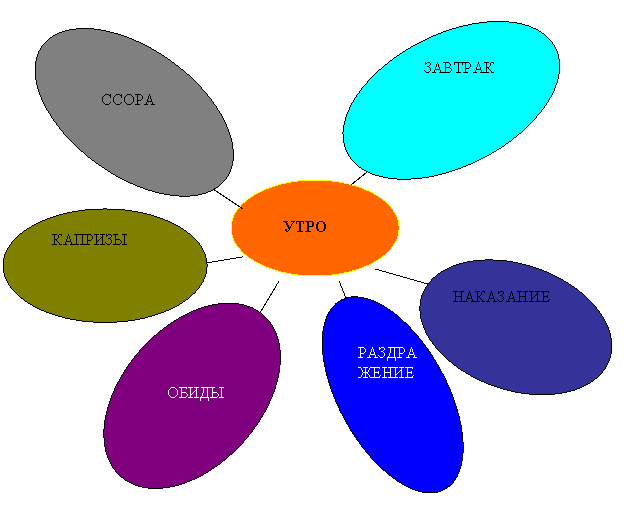 ЗАВТРАК
ССОРА
УТРО
КАПРИЗЫ
НАКАЗАНИЕ
РАЗДРА
ЖЕНИЕ
ОБИДЫ